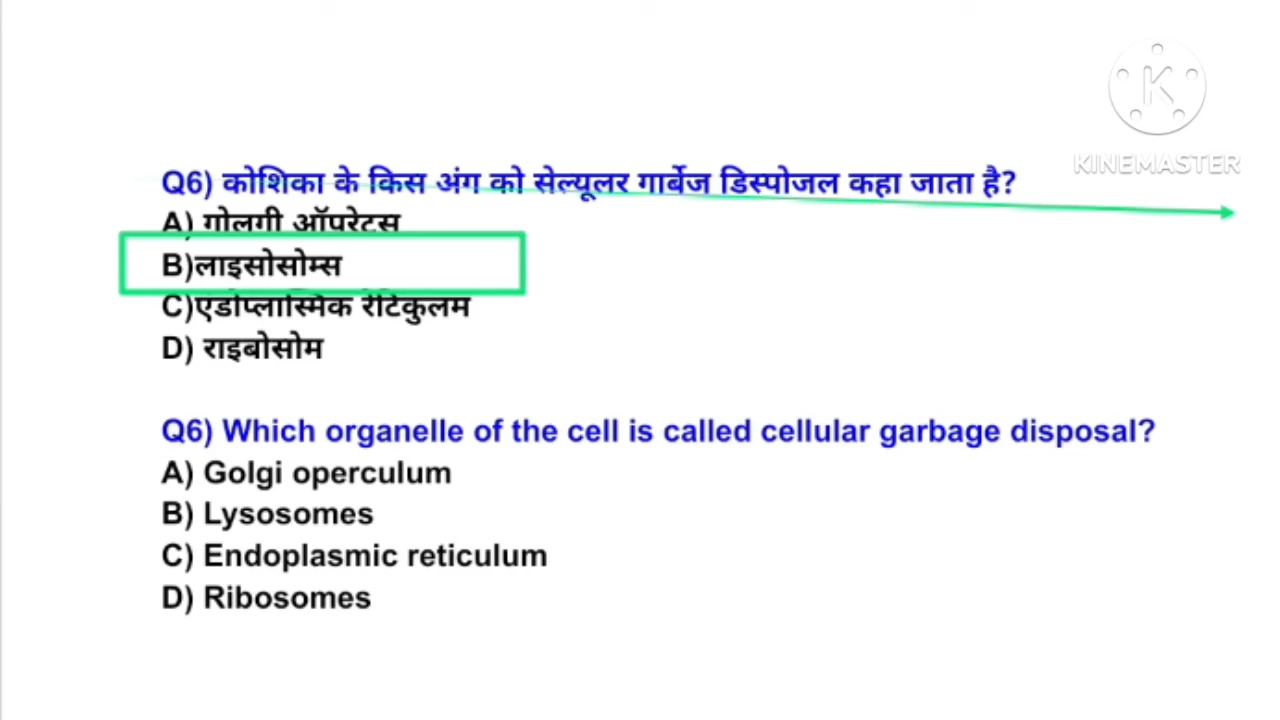 KINEMASTER
Q6) कोशिका के किस अंग को सेल्यूलर गार्बेज डिस्पोजल कहा जाता है?
A) गोलगी ऑपरेटस
B)लाइसोसोम्स
C)एंडोप्लास्मिक रेटिकुलम
D) राइबोसोम
Q6) Which organelle of the cell is called cellular garbage disposal?
A) Golgi operculum
B) Lysosomes
C) Endoplasmic reticulum
D) Ribosomes